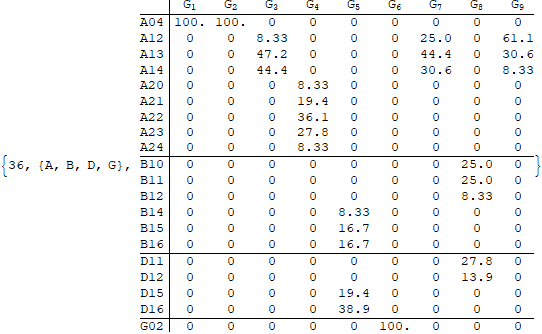 G₁ G₂ G₃ G₄ G₅ G₆ G₇ G₈ G₉
A04 100. 100. 0 0 0 0 0 0 0
A12 0 0 8.33 0 0 0 25.0 0 61.1
A13 0 0 47.2 0 0 0 44.4 0 30.6
A14 0 0 44.4 0 0 0 30.6 0 8.33
A20 0 0 0 8.33 0 0 0 0 0
A21 0 0 0 19.4 0 0 0 0 0
A22 0 0 0 36.1 0 0 0 0 0
A23 0 0 0 27.8 0 0 0 0 0
A24 0 0 0 8.33 0 0 0 0 0
{36, {A, B, D, G}, B10 0 0 0 0 0 0 0 25.0 0 }
B11 0 0 0 0 0 0 0 25.0 0
B12 0 0 0 0 0 0 0 8.33 0
B14 0 0 0 0 8.33 0 0 0 0
B15 0 0 0 0 16.7 0 0 0 0
B16 0 0 0 0 16.7 0 0 0 0
D11 0 0 0 0 0 0 0 27.8 0
D12 0 0 0 0 0 0 0 13.9 0
D15 0 0 0 0 19.4 0 0 0 0
D16 0 0 0 0 38.9 0 0 0 0
G02 0 0 0 0 0 100. 0 0 0